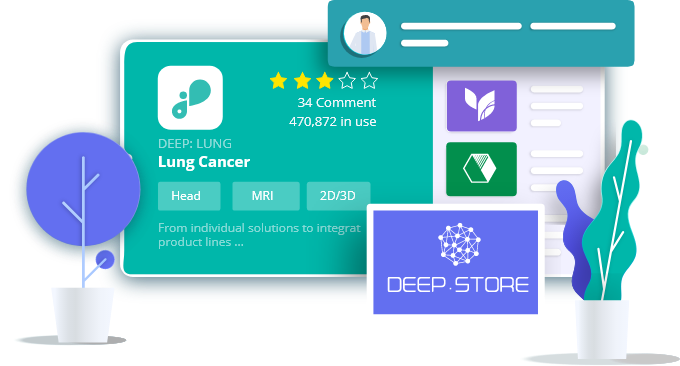 34 Comment
470,872 in use
DEEP: LUNG
Lung Cancer
Head MRI 2D/3D
From individual solutions to integrat
product lines ...
DEEP.STORE